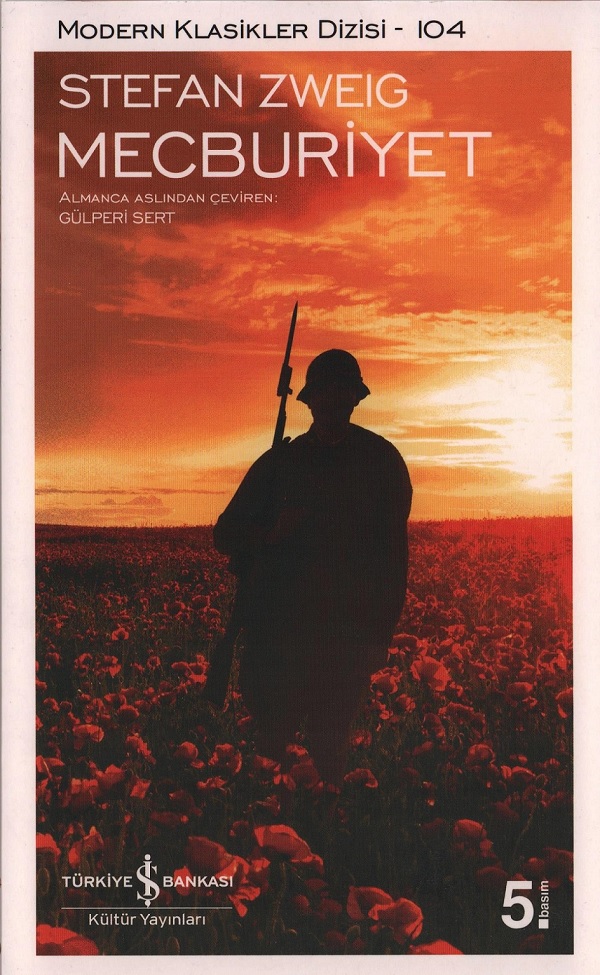 MODERN KLASİKLER DİZİSİ - 104
STEFAN ZWEIG
MECBURİYET
ALMANCA ASLINDAN ÇEVİREN:
GÜLPERİ SERT
TÜRKİYE İŞ BANKASI
Kültür Yayınları
5.
basım